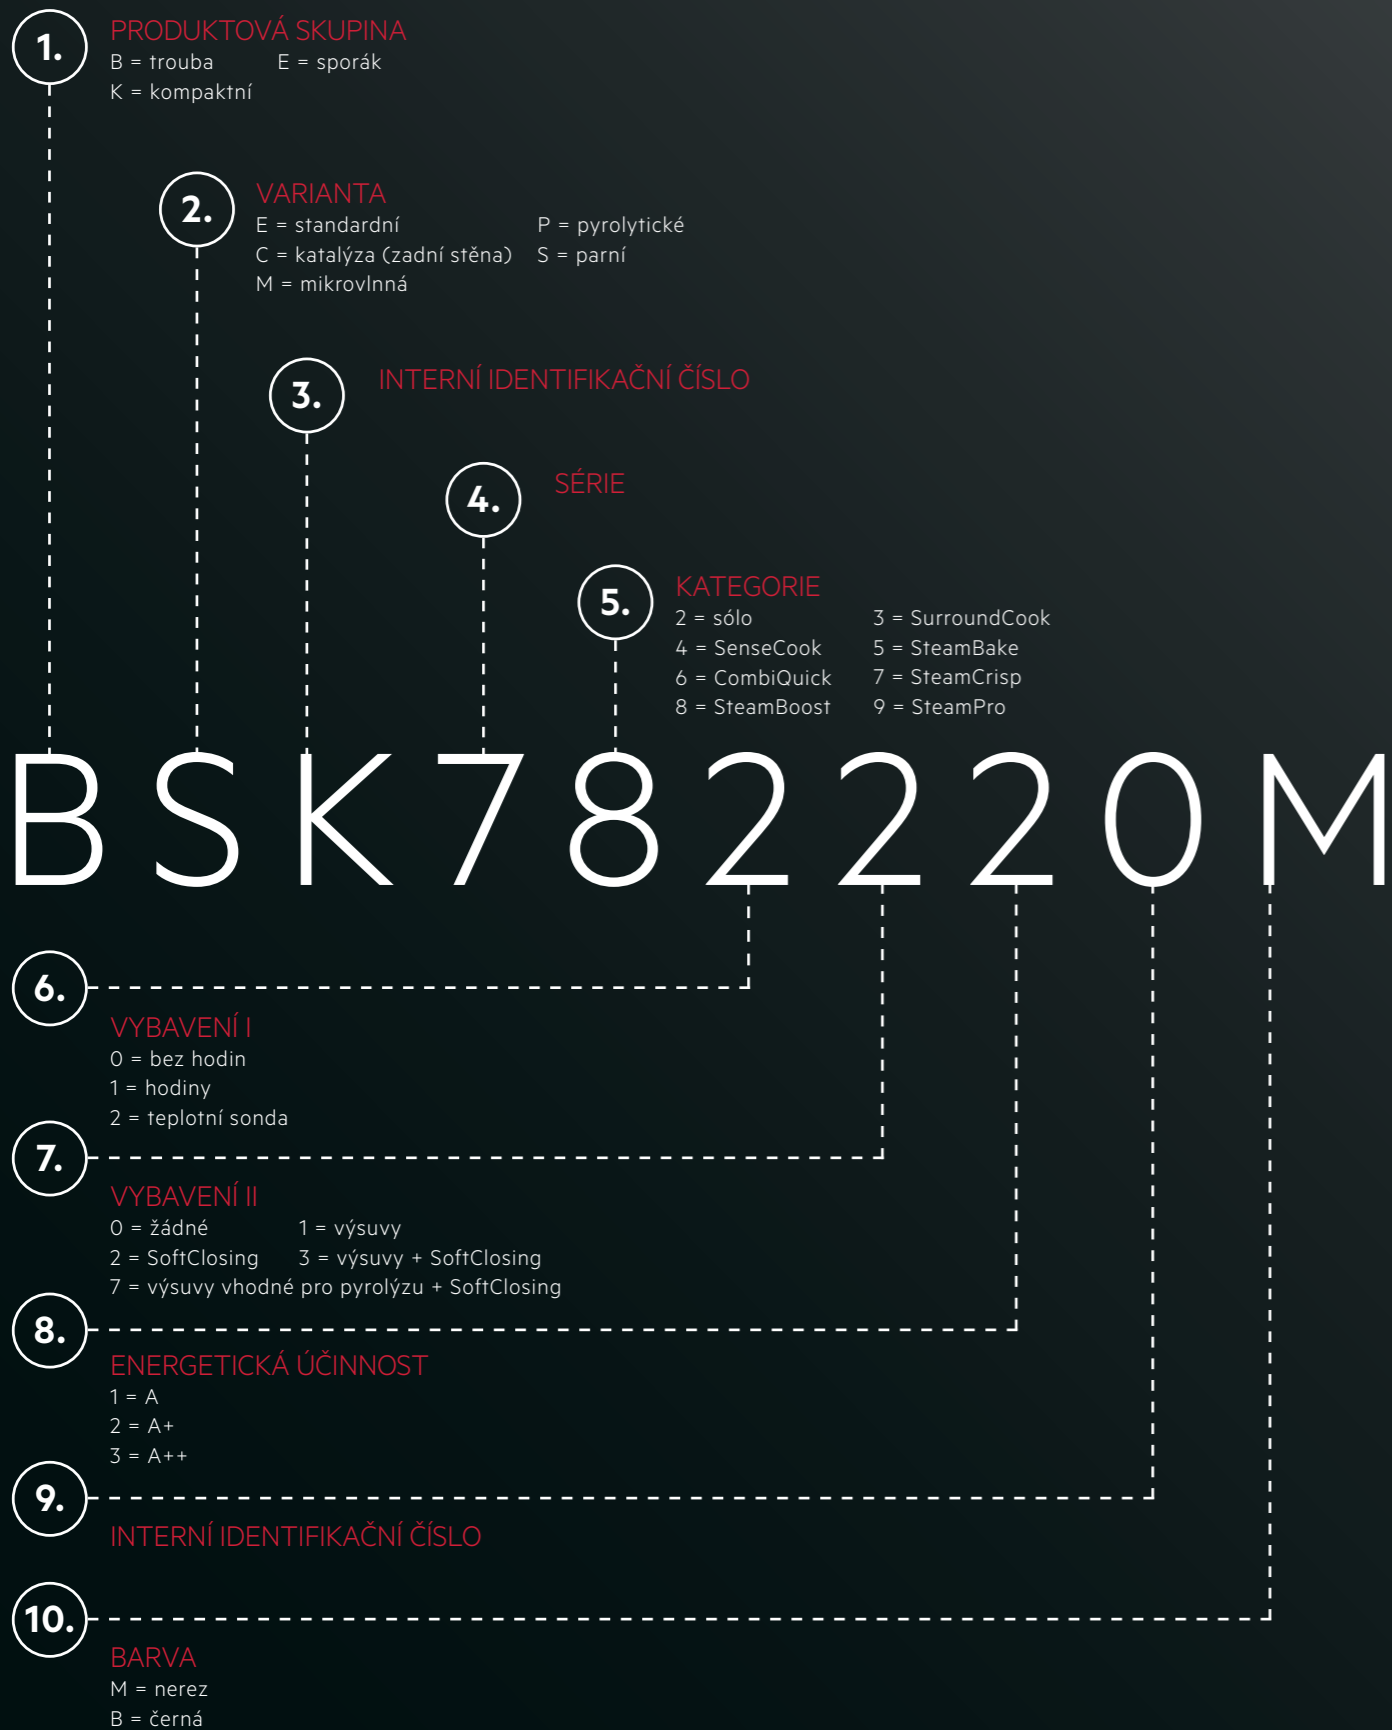 1.
PRODUKTOVÁ SKUPINA
B = trouba E = sporák
K = kompaktní
2.
VARIANTA
E = standardní P = pyrolytické
C = katalýza (zadní stěna) S = parní
M = mikrovlnná
3.
INTERNÍ IDENTIFIKAČNÍ ČÍSLO
4.
SÉRIE
5.
KATEGORIE
2 = sólo 3 = SurroundCook
4 = SenseCook 5 = SteamBake
6 = CombiQuick 7 = SteamCrisp
8 = SteamBoost 9 = SteamPro
BSK782220M
6.
VYBAVENÍ I
0 = bez hodin
1 = hodiny
2 = teplotní sonda
7.
VYBAVENÍ II
0 = žádné 1 = výsuvy
2 = SoftClosing 3 = výsuvy + SoftClosing
7 = výsuvy vhodné pro pyrolýzu + SoftClosing
8.
ENERGETICKÁ ÚČINNOST
1 = A
2 = A+
3 = A++
9.
INTERNÍ IDENTIFIKAČNÍ ČÍSLO
10.
BARVA
M = nerez
B = černá